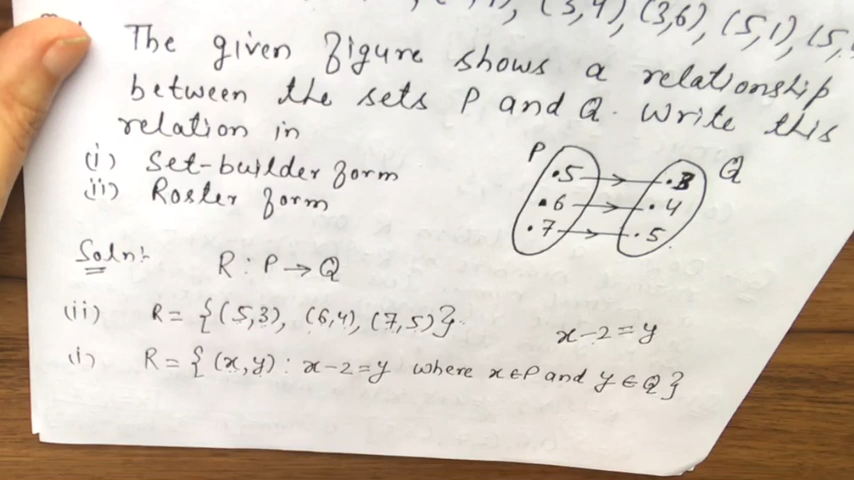 (3,4), (3,6), (5,1), (5,
The given figure shows a relationship
between the sets P and Q. Write this
relation in
(i) Set-builder form
(ii) Roster form
P Q
5 3
6 4
7 5
Soln:
R : P → Q
(ii) R = {(5,3), (6,4), (7,5)}.
x-2=y
(i) R = { (x,y) : x-2=y where x∈P and y∈Q}